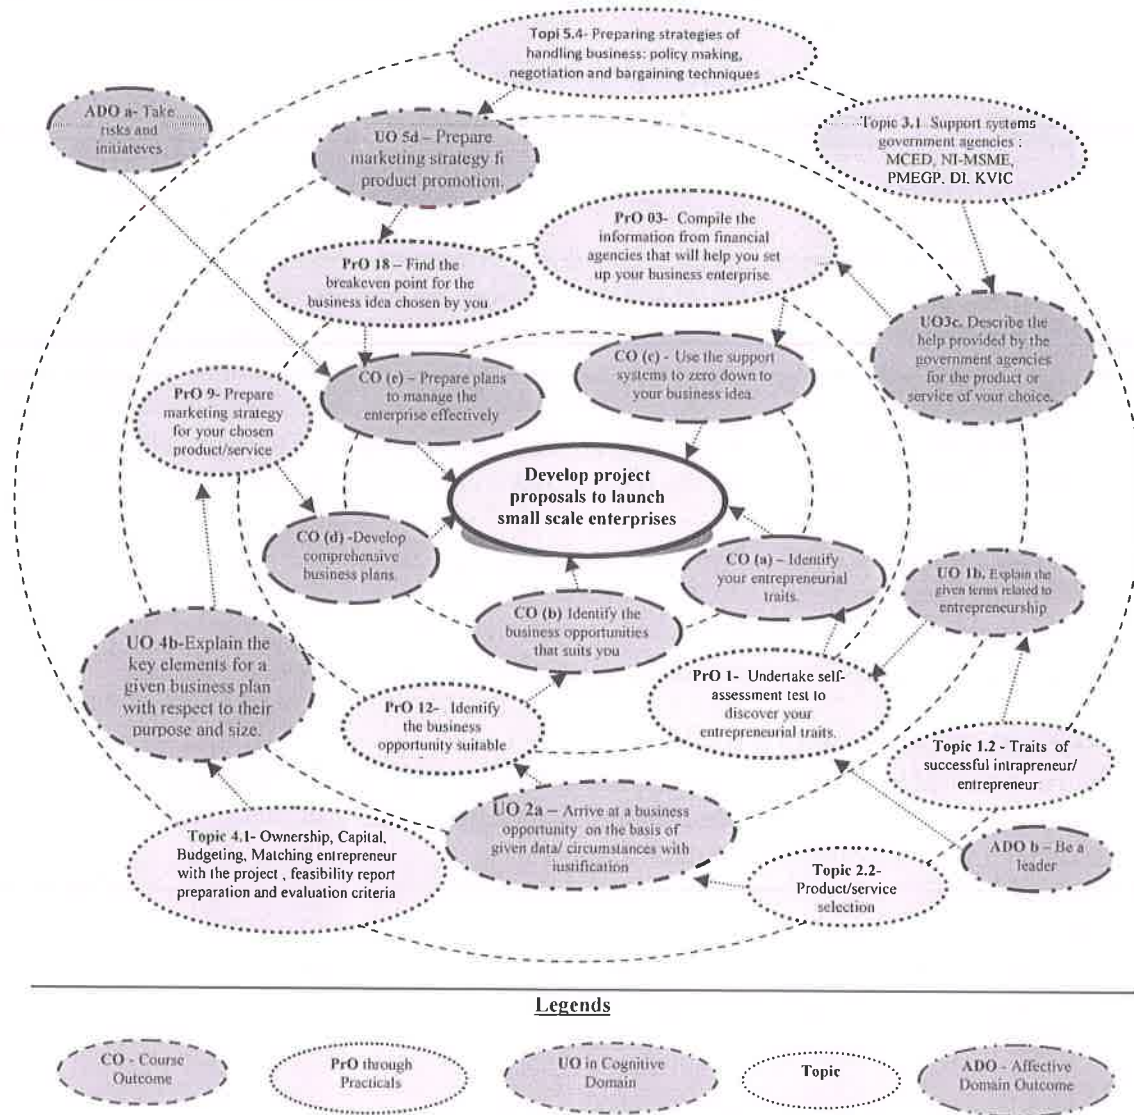 Topi 5.4- Preparing strategies of
handling business: policy making,
negotiation and bargaining techniques
ADO a- Take
risks and
initiateves
UO 5d – Prepare
marketing strategy fi
product promotion.
Topic 3.1 Support systems
government agencies :
MCED, NI-MSME,
PMEGP, DI, KVIC
PrO 03- Compile the
information from financial
agencies that will help you set
up your business enterprise
PrO 18 – Find the
breakeven point for the
business idea chosen by you
UO3c. Describe the
help provided by the
government agencies
for the product or
service of your choice.
CO (e) – Prepare plans
to manage the
enterprise effectively
CO (c) - Use the support
systems to zero down to
your business idea.
PrO 9- Prepare
marketing strategy
for your chosen
product/service
Develop project
proposals to launch
small scale enterprises
CO (d) -Develop
comprehensive
business plans.
CO (a) – Identify
your entrepreneurial
traits.
UO 1b. Explain the
given terms related to
entrepreneurship
CO (b) Identify the
business opportunities
that suits you
UO 4b-Explain the
key elements for a
given business plan
with respect to their
purpose and size.
PrO 1- Undertake self-
assessment test to
discover your
entrepreneurial traits.
PrO 12- Identify
the business
opportunity suitable
Topic 1.2 - Traits of
successful intrapreneur/
entrepreneur
UO 2a – Arrive at a business
opportunity on the basis of
given data/ circumstances with
justification
Topic 4.1- Ownership, Capital,
Budgeting, Matching entrepreneur
with the project , feasibility report
preparation and evaluation criteria
Topic 2.2-
Product/service
selection
ADO b – Be a
leader
Legends
CO - Course
Outcome
PrO through
Practicals
UO in Cognitive
Domain
Topic
ADO - Affective
Domain Outcome